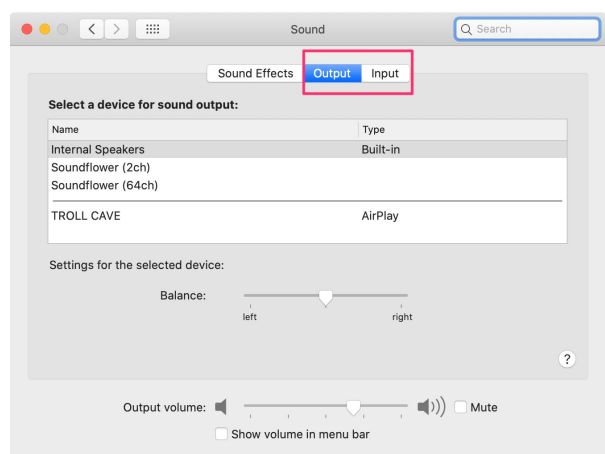 Sound
Search
Sound Effects Output Input
Select a device for sound output:
Name Type
Internal Speakers Built-in
Soundflower (2ch)
Soundflower (64ch)
TROLL CAVE AirPlay
Settings for the selected device:
Balance:
left right
?
Output volume: Mute
Show volume in menu bar